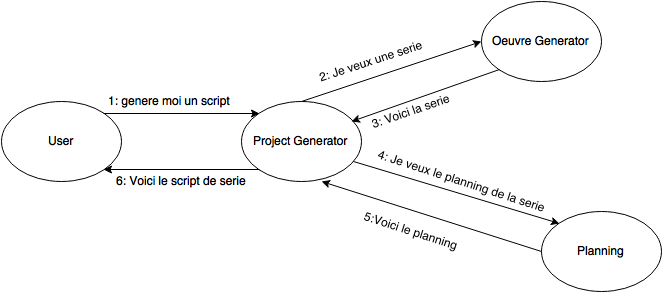 Oeuvre Generator
2: Je veux une serie
1: genere moi un script
3: Voici la serie
User
Project Generator
4: Je veux le planning de la serie
6: Voici le script de serie
5:Voici le planning
Planning